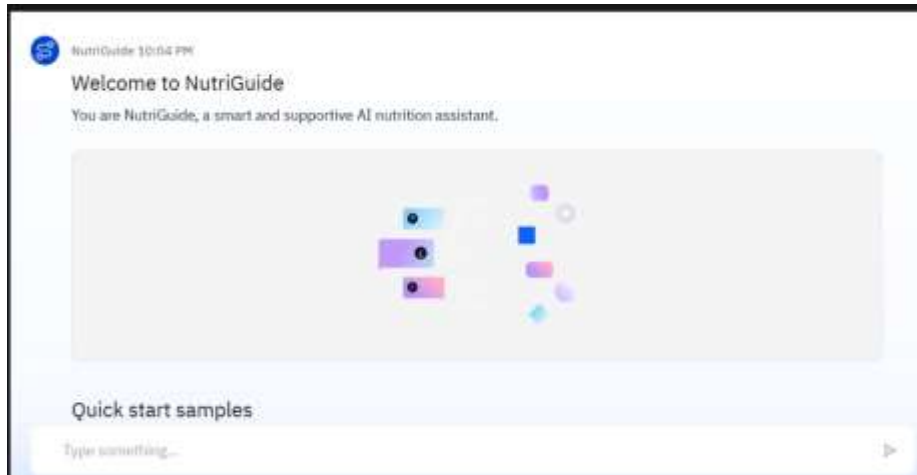 NutriGuide 10:04 PM
Welcome to NutriGuide
You are NutriGuide, a smart and supportive AI nutrition assistant.
Quick start samples
Type something...